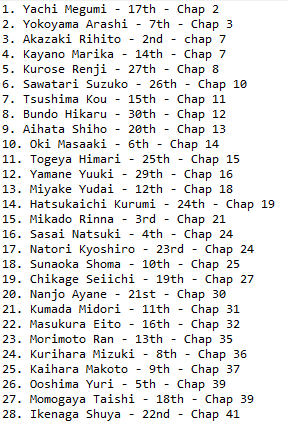 1. Yachi Megumi - 17th - Chap 2
2. Yokoyama Arashi - 7th - Chap 3
3. Akazaki Rihito - 2nd - chap 7
4. Kayano Marika - 14th - Chap 7
5. Kurose Renji - 27th - Chap 8
6. Sawatari Suzuko - 26th - Chap 10
7. Tsushima Kou - 15th - Chap 11
8. Bundo Hikaru - 30th - Chap 12
9. Aihata Shiho - 20th - Chap 13
10. Oki Masaaki - 6th - Chap 14
11. Togeya Himari - 25th - Chap 15
12. Yamane Yuuki - 29th - Chap 16
13. Miyake Yudai - 12th - Chap 18
14. Hatsukaichi Kurumi - 24th - Chap 19
15. Mikado Rinna - 3rd - Chap 21
16. Sasai Natsuki - 4th - Chap 24
17. Natori Kyoshiro - 23rd - Chap 24
18. Sunaoka Shoma - 10th - Chap 25
19. Chikage Seiichi - 19th - Chap 27
20. Nanjo Ayane - 21st - Chap 30
21. Kumada Midori - 11th - Chap 31
22. Masukura Eito - 16th - Chap 32
23. Morimoto Ran - 13th - Chap 35
24. Kurihara Mizuki - 8th - Chap 36
25. Kaihara Makoto - 9th - Chap 37
26. Ooshima Yuri - 5th - Chap 39
27. Momogaya Taishi - 18th - Chap 39
28. Ikenaga Shuya - 22nd - Chap 41